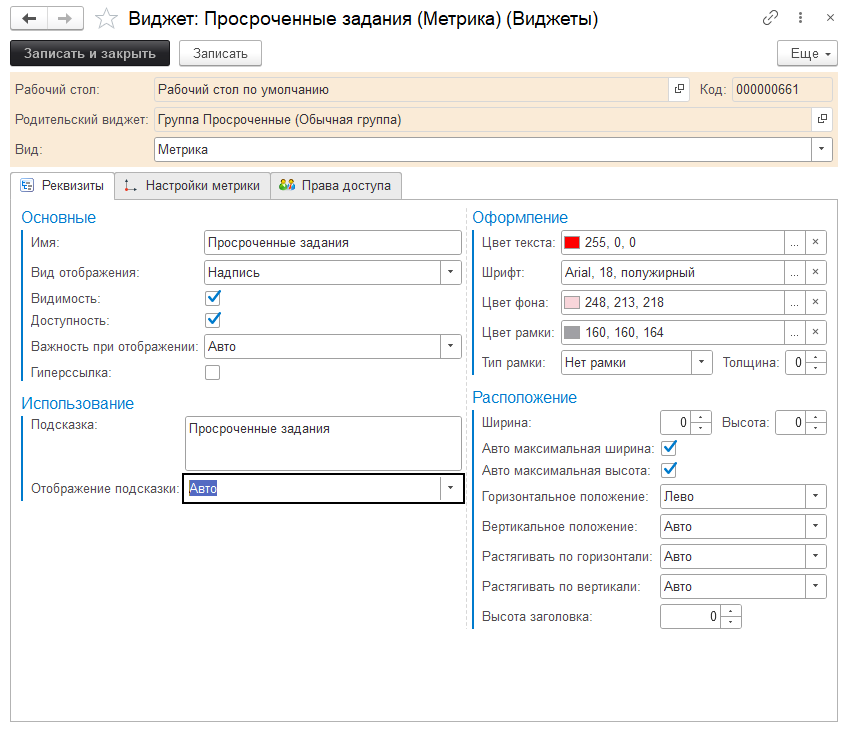 Виджет: Просроченные задания (Метрика) (Виджеты)
Записать и закрыть Записать Еще
Рабочий стол: Рабочий стол по умолчанию Код: 000000661
Родительский виджет: Группа Просроченные (Обычная группа)
Вид: Метрика
Реквизиты Настройки метрики Права доступа
Основные
Имя: Просроченные задания
Вид отображения: Надпись
Видимость:
Доступность:
Важность при отображении: Авто
Гиперссылка:
Использование
Подсказка: Просроченные задания
Отображение подсказки: Авто
Оформление
Цвет текста: 255, 0, 0 ...
Шрифт: Arial, 18, полужирный ...
Цвет фона: 248, 213, 218 ...
Цвет рамки: 160, 160, 164 ...
Тип рамки: Нет рамки Толщина: 0
Расположение
Ширина: 0 Высота: 0
Авто максимальная ширина:
Авто максимальная высота:
Горизонтальное положение: Лево
Вертикальное положение: Авто
Растягивать по горизонтали: Авто
Растягивать по вертикали: Авто
Высота заголовка: 0